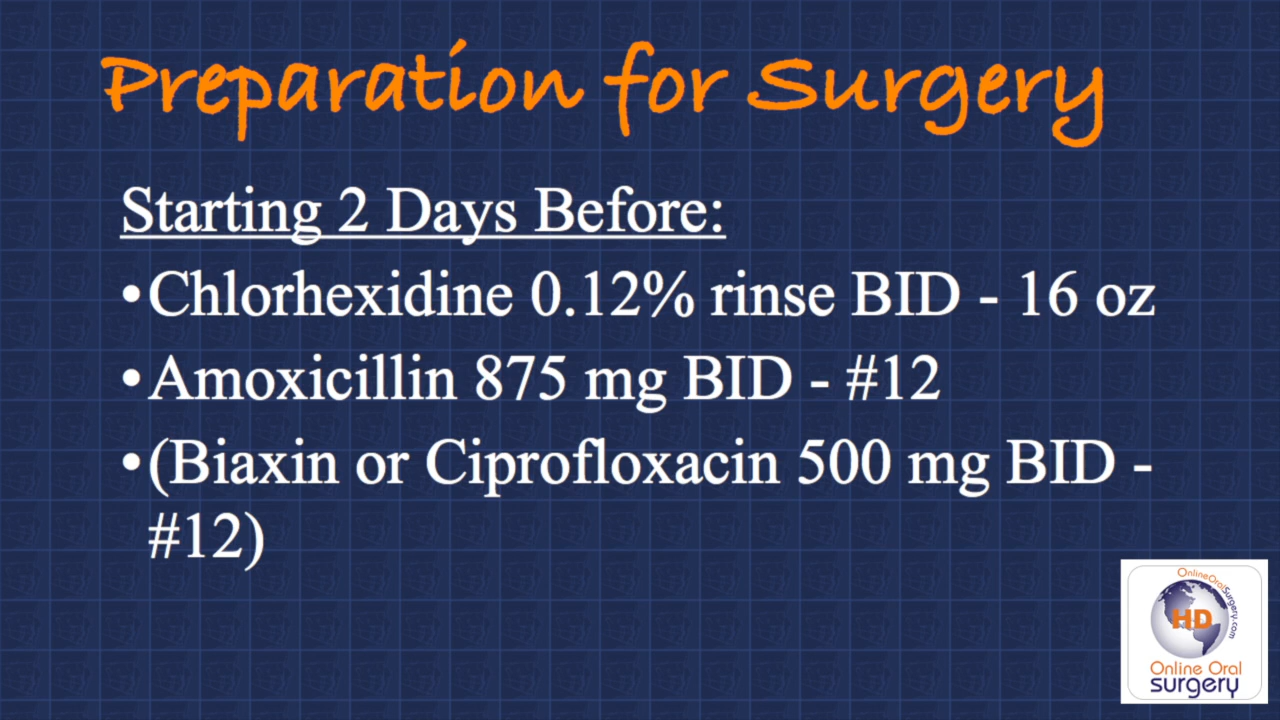 Preparation for Surgery
Starting 2 Days Before:
•Chlorhexidine 0.12% rinse BID - 16 oz
•Amoxicillin 875 mg BID - #12
•(Biaxin or Ciprofloxacin 500 mg BID -
#12)
OnlineOralSurgery.com
HD
Online Oral
surgery